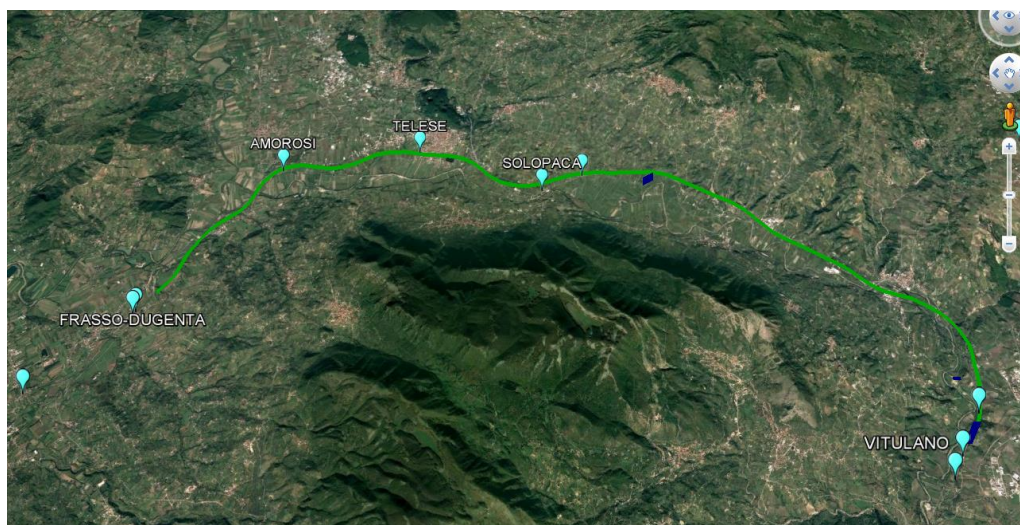 TELESE
AMOROSI
SOLOPACA
FRASSO-DUGENTA
VITULANO